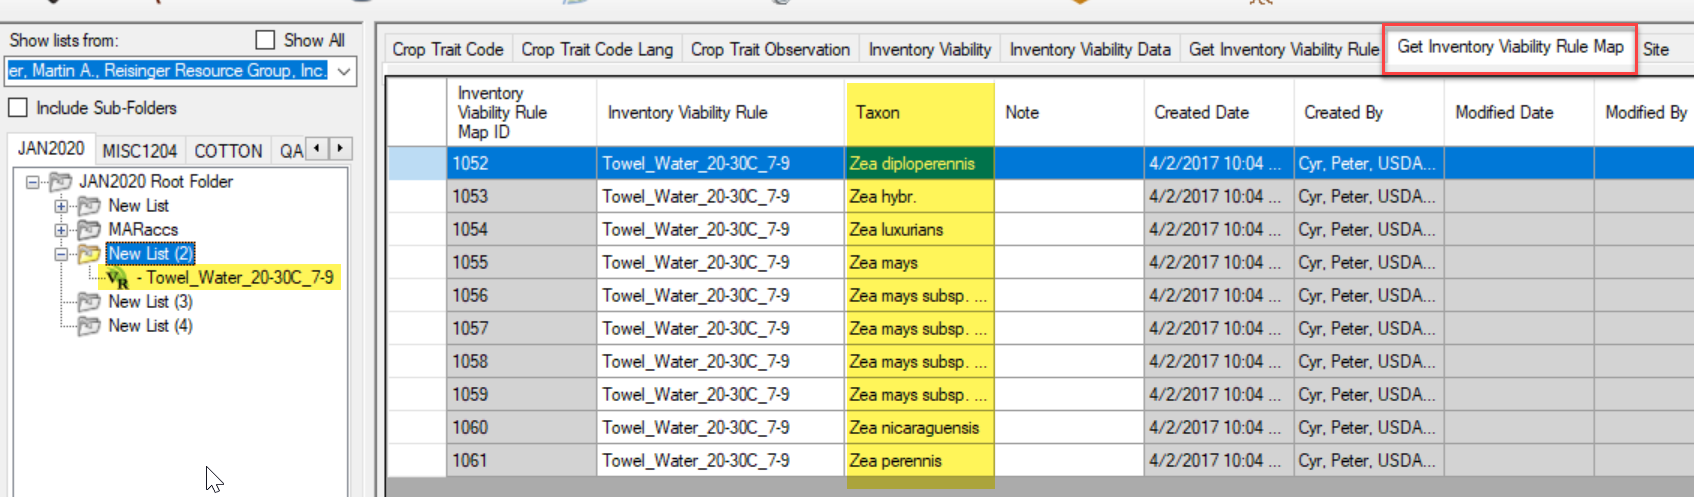 Show lists from: Show All
er, Martin A., Reisinger Resource Group, Inc.
Include Sub-Folders
JAN2020 MISC1204 COTTON QA
JAN2020 Root Folder
New List
MARaccs
New List (2)
VR - Towel_Water_20-30C_7-9
New List (3)
New List (4)
Crop Trait Code Crop Trait Code Lang Crop Trait Observation Inventory Viability Inventory Viability Data Get Inventory Viability Rule Get Inventory Viability Rule Map Site
Inventory Viability Rule Map ID Inventory Viability Rule Taxon Note Created Date Created By Modified Date Modified By
1052 Towel_Water_20-30C_7-9 Zea diploperennis 4/2/2017 10:04 ... Cyr, Peter, USDA...
1053 Towel_Water_20-30C_7-9 Zea hybr. 4/2/2017 10:04 ... Cyr, Peter, USDA...
1054 Towel_Water_20-30C_7-9 Zea luxurians 4/2/2017 10:04 ... Cyr, Peter, USDA...
1055 Towel_Water_20-30C_7-9 Zea mays 4/2/2017 10:04 ... Cyr, Peter, USDA...
1056 Towel_Water_20-30C_7-9 Zea mays subsp. ... 4/2/2017 10:04 ... Cyr, Peter, USDA...
1057 Towel_Water_20-30C_7-9 Zea mays subsp. ... 4/2/2017 10:04 ... Cyr, Peter, USDA...
1058 Towel_Water_20-30C_7-9 Zea mays subsp. ... 4/2/2017 10:04 ... Cyr, Peter, USDA...
1059 Towel_Water_20-30C_7-9 Zea mays subsp. ... 4/2/2017 10:04 ... Cyr, Peter, USDA...
1060 Towel_Water_20-30C_7-9 Zea nicaraguensis 4/2/2017 10:04 ... Cyr, Peter, USDA...
1061 Towel_Water_20-30C_7-9 Zea perennis 4/2/2017 10:04 ... Cyr, Peter, USDA...